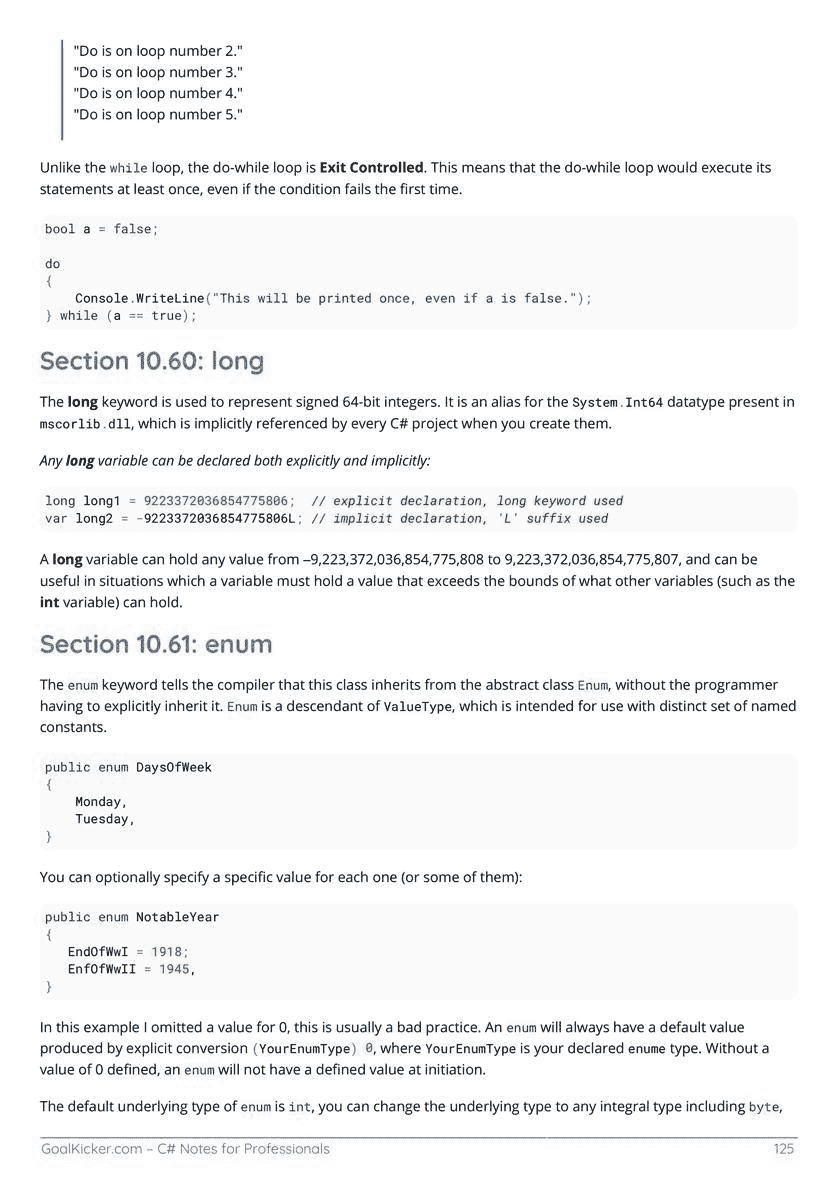 "Do is on loop number 2."
"Do is on loop number 3."
"Do is on loop number 4."
"Do is on loop number 5."
Unlike the while loop, the do-while loop is Exit Controlled. This means that the do-while loop would execute its
statements at least once, even if the condition fails the first time.
bool a = false;
do
{
    Console.WriteLine("This will be printed once, even if a is false.");
} while (a == true);
Section 10.60: long
The long keyword is used to represent signed 64-bit integers. It is an alias for the System.Int64 datatype present in
mscorlib.dll, which is implicitly referenced by every C# project when you create them.
Any long variable can be declared both explicitly and implicitly:
long long1 = 9223372036854775806;  // explicit declaration, long keyword used
var long2 = -9223372036854775806L; // implicit declaration, 'L' suffix used
A long variable can hold any value from –9,223,372,036,854,775,808 to 9,223,372,036,854,775,807, and can be
useful in situations which a variable must hold a value that exceeds the bounds of what other variables (such as the
int variable) can hold.
Section 10.61: enum
The enum keyword tells the compiler that this class inherits from the abstract class Enum, without the programmer
having to explicitly inherit it. Enum is a descendant of ValueType, which is intended for use with distinct set of named
constants.
public enum DaysOfWeek
{
    Monday,
    Tuesday,
}
You can optionally specify a specific value for each one (or some of them):
public enum NotableYear
{
   EndOfWwI = 1918;
   EnfOfWwII = 1945,
}
In this example I omitted a value for 0, this is usually a bad practice. An enum will always have a default value
produced by explicit conversion (YourEnumType) 0, where YourEnumType is your declared enume type. Without a
value of 0 defined, an enum will not have a defined value at initiation.
The default underlying type of enum is int, you can change the underlying type to any integral type including byte,
GoalKicker.com – C# Notes for Professionals 125